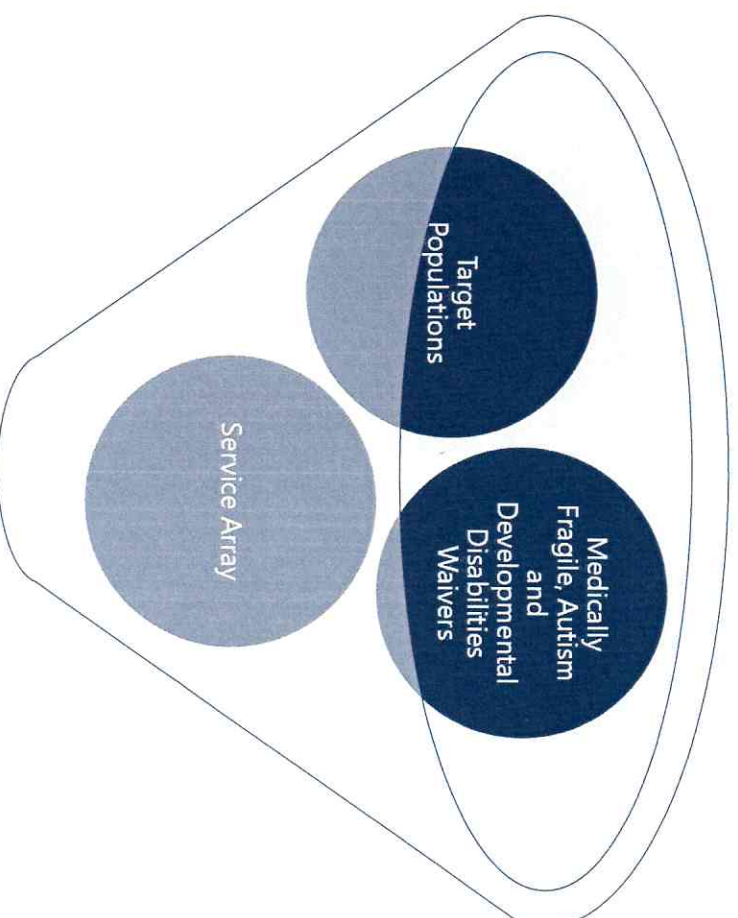 Target
Populations
Medically
Fragile, Autism
and
Developmental
Disabilities
Waivers
Service Array